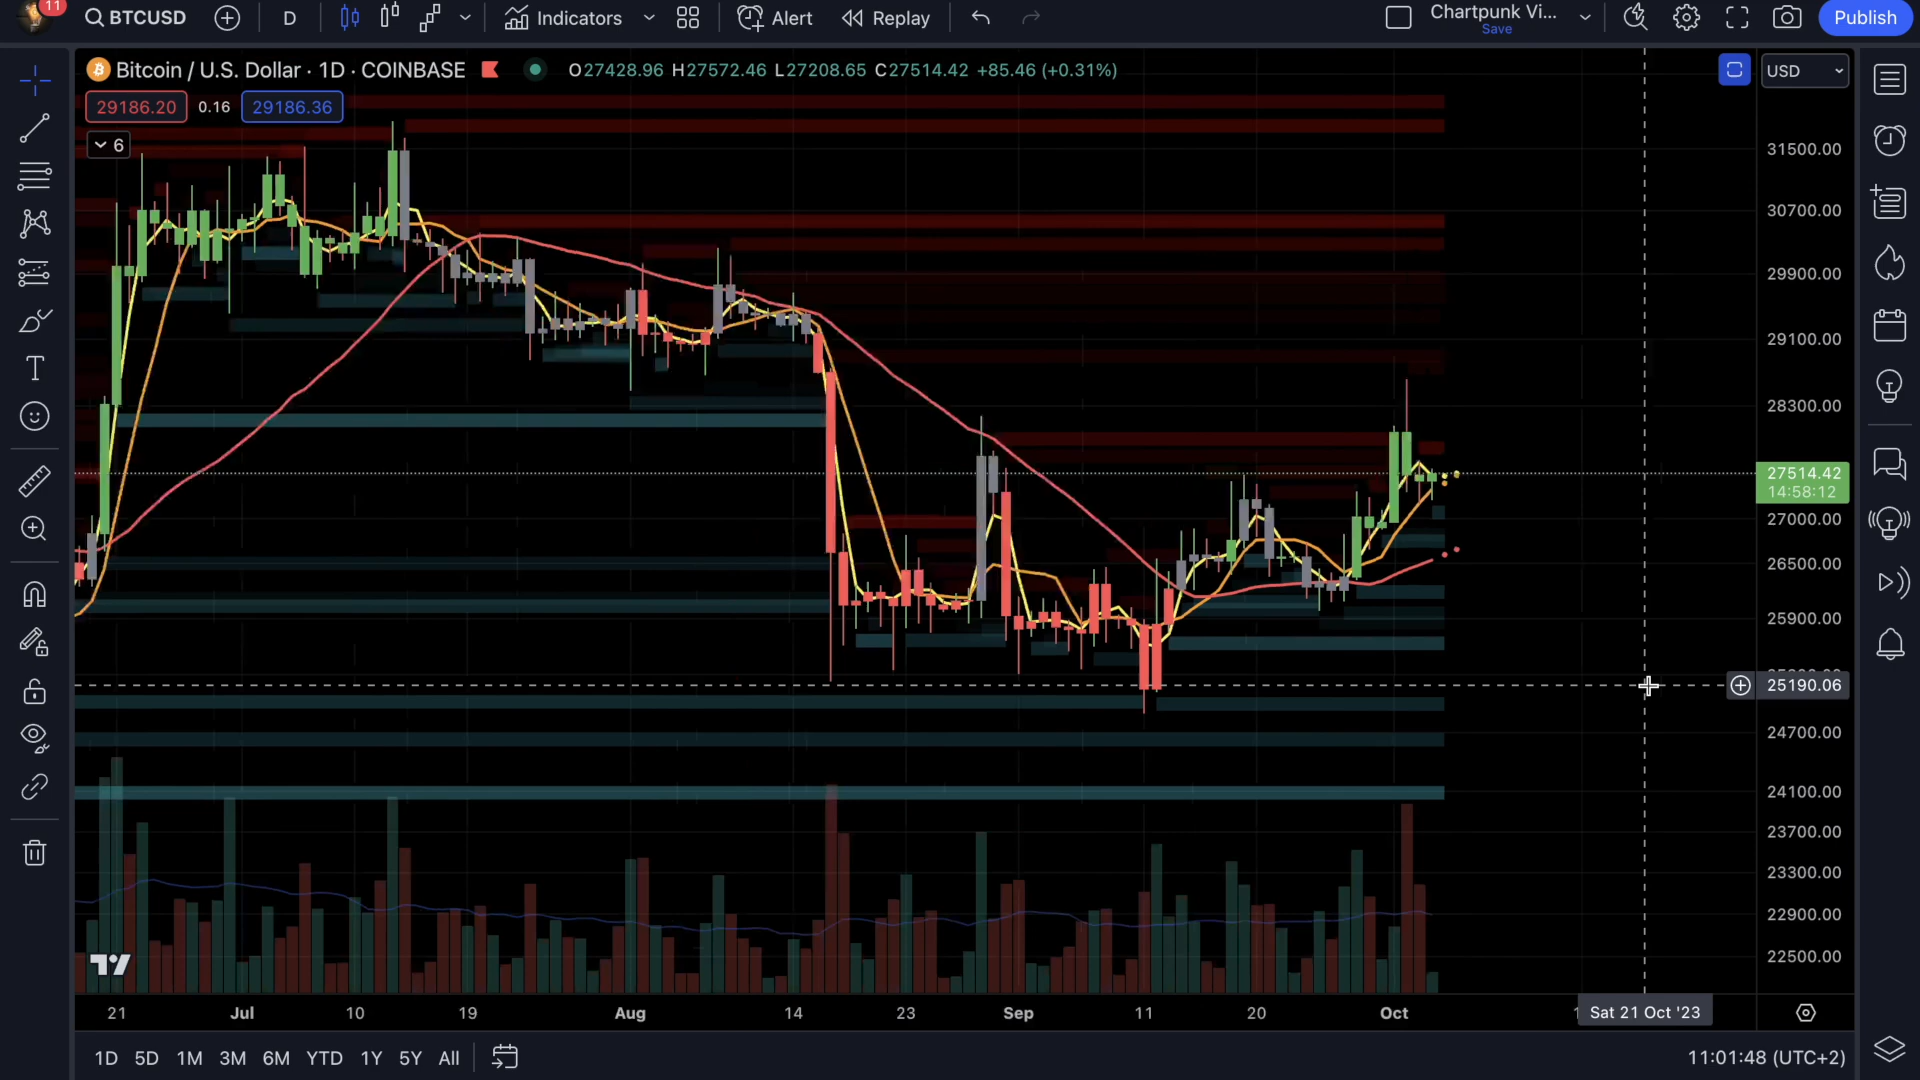 11
BTCUSD
D
Indicators
Alert
Replay
Chartpunk Vi...
Save
Publish
Bitcoin / U.S. Dollar · 1D · COINBASE
O27428.96 H27572.46 L27208.65 C27514.42 +85.46 (+0.31%)
USD
29186.20 0.16 29186.36
6
31500.00
30700.00
29900.00
29100.00
28300.00
27514.42
14:58:12
27000.00
26500.00
25900.00
25190.06
24700.00
24100.00
23700.00
23300.00
22900.00
22500.00
21 Jul 10 19 Aug 14 23 Sep 11 20 Oct Sat 21 Oct '23
1D 5D 1M 3M 6M YTD 1Y 5Y All
11:01:48 (UTC+2)